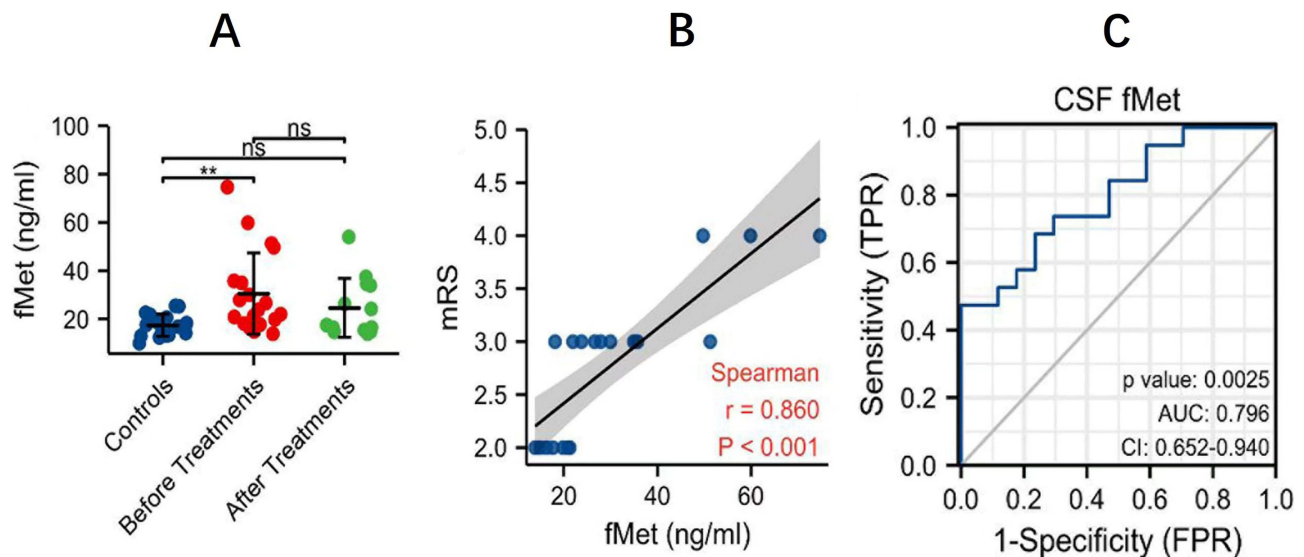 A
B
C
fMet (ng/ml)
100
80
60
40
20
ns
ns
**
Controls
Before Treatments
After Treatments
mRS
5.0
4.5
4.0
3.5
3.0
2.5
2.0
Spearman
r = 0.860
P < 0.001
20
40
60
fMet (ng/ml)
CSF fMet
Sensitivity (TPR)
1.0
0.8
0.6
0.4
0.2
0.0
p value: 0.0025
AUC: 0.796
CI: 0.652-0.940
0.0
0.2
0.4
0.6
0.8
1.0
1-Specificity (FPR)